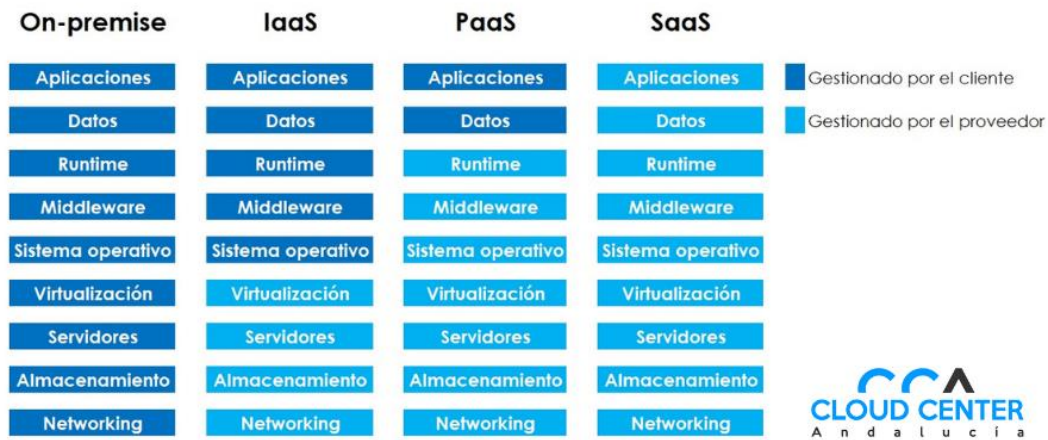 On-premise IaaS PaaS SaaS
Aplicaciones Aplicaciones Aplicaciones Aplicaciones Gestionado por el cliente
Datos Datos Datos Datos Gestionado por el proveedor
Runtime Runtime Runtime Runtime
Middleware Middleware Middleware Middleware
Sistema operativo Sistema operativo Sistema operativo Sistema operativo
Virtualización Virtualización Virtualización Virtualización
Servidores Servidores Servidores Servidores
Almacenamiento Almacenamiento Almacenamiento Almacenamiento
Networking Networking Networking Networking
CCA
CLOUD CENTER
Andalucía